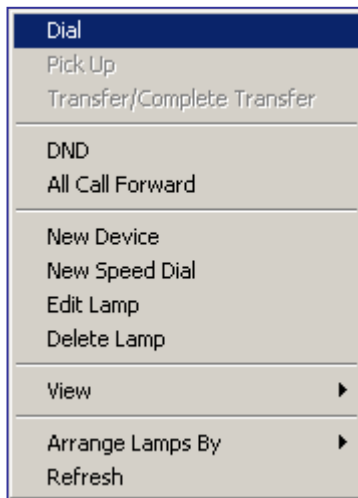 Dial
Pick Up
Transfer/Complete Transfer
DND
All Call Forward
New Device
New Speed Dial
Edit Lamp
Delete Lamp
View
Arrange Lamps By
Refresh